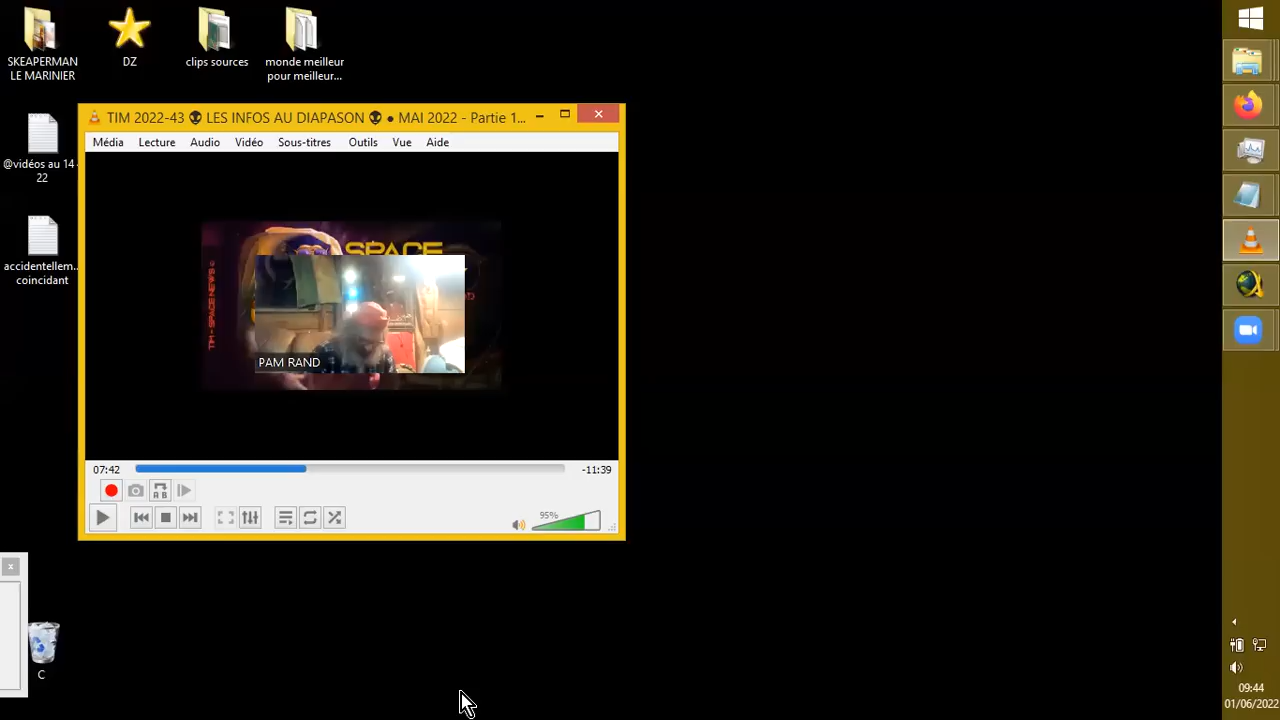 SKEAPERMAN
LE MARINIER
DZ
clips sources
monde meilleur
pour meilleur...
@vidéos au 14
22
accidentellem...
coincidant
TIM 2022-43 👽 LES INFOS AU DIAPASON 👽 ● MAI 2022 - Partie 1...
Média Lecture Audio Vidéo Sous-titres Outils Vue Aide
SPACE
TIM - SPACENEWS
PAM RAND
07:42
-11:39
A B
95%
x
C
09:44
01/06/2022